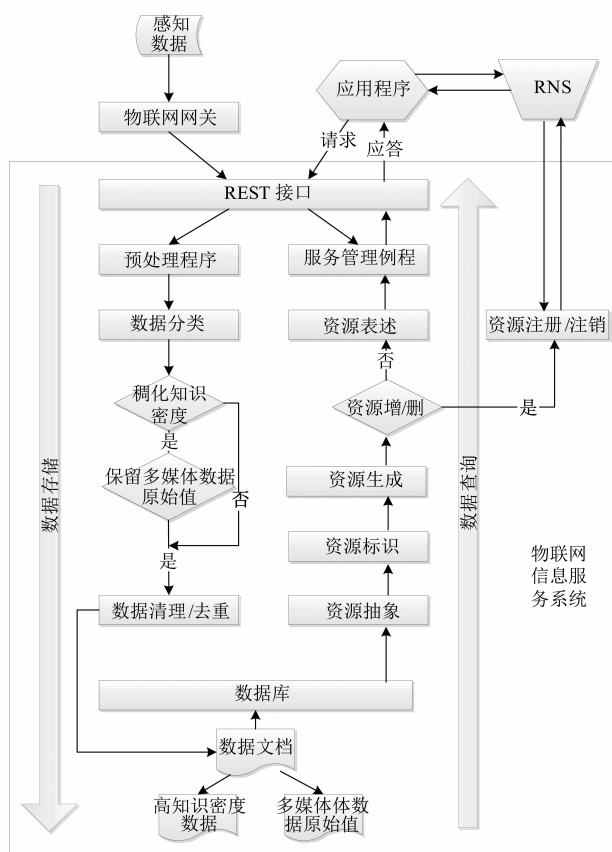 感知
数据
物联网网关
应用程序
RNS
请求
应答
REST 接口
预处理程序
服务管理例程
数据分类
资源表述
资源注册/注销
否
稠化知识
密度
资源增/删
是
是
保留多媒体数据
原始值
否
资源生成
数据存储
数据查询
资源标识
物联网
信息服
务系统
是
数据清理/去重
资源抽象
数据库
数据文档
高知识密度
数据
多媒体体数
据原始值